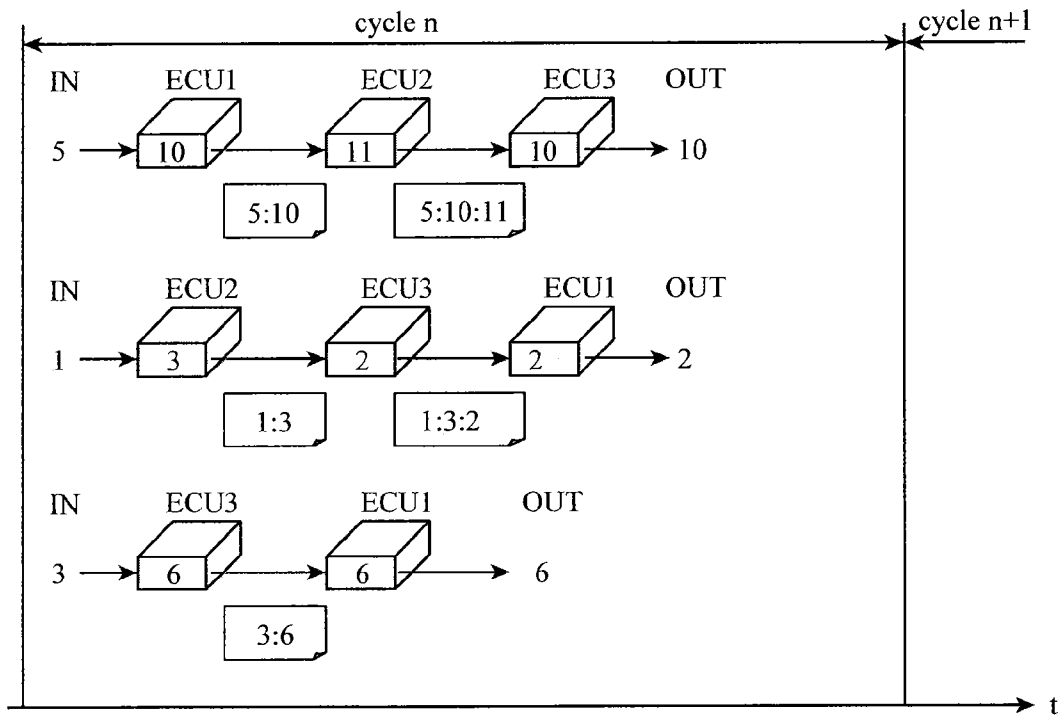 cycle n
cycle n+1
IN ECU1 ECU2 ECU3 OUT
5 10 11 10 10
5:10 5:10:11
IN ECU2 ECU3 ECU1 OUT
1 3 2 2 2
1:3 1:3:2
IN ECU3 ECU1 OUT
3 6 6 6
3:6
t